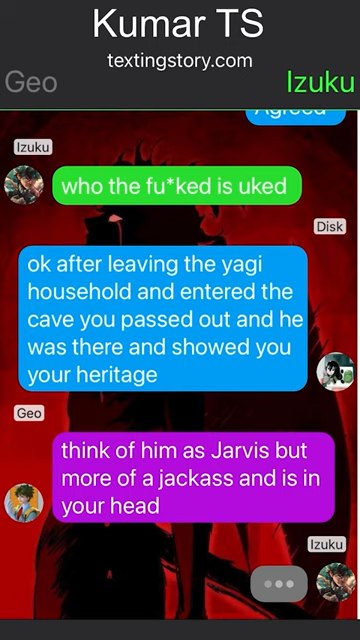 Kumar TS
textingstory.com
Geo
Izuku
Agreed
Izuku
who the fu*ked is uked
Disk
ok after leaving the yagi
household and entered the
cave you passed out and he
was there and showed you
your heritage
Geo
think of him as Jarvis but
more of a jackass and is in
your head
Izuku